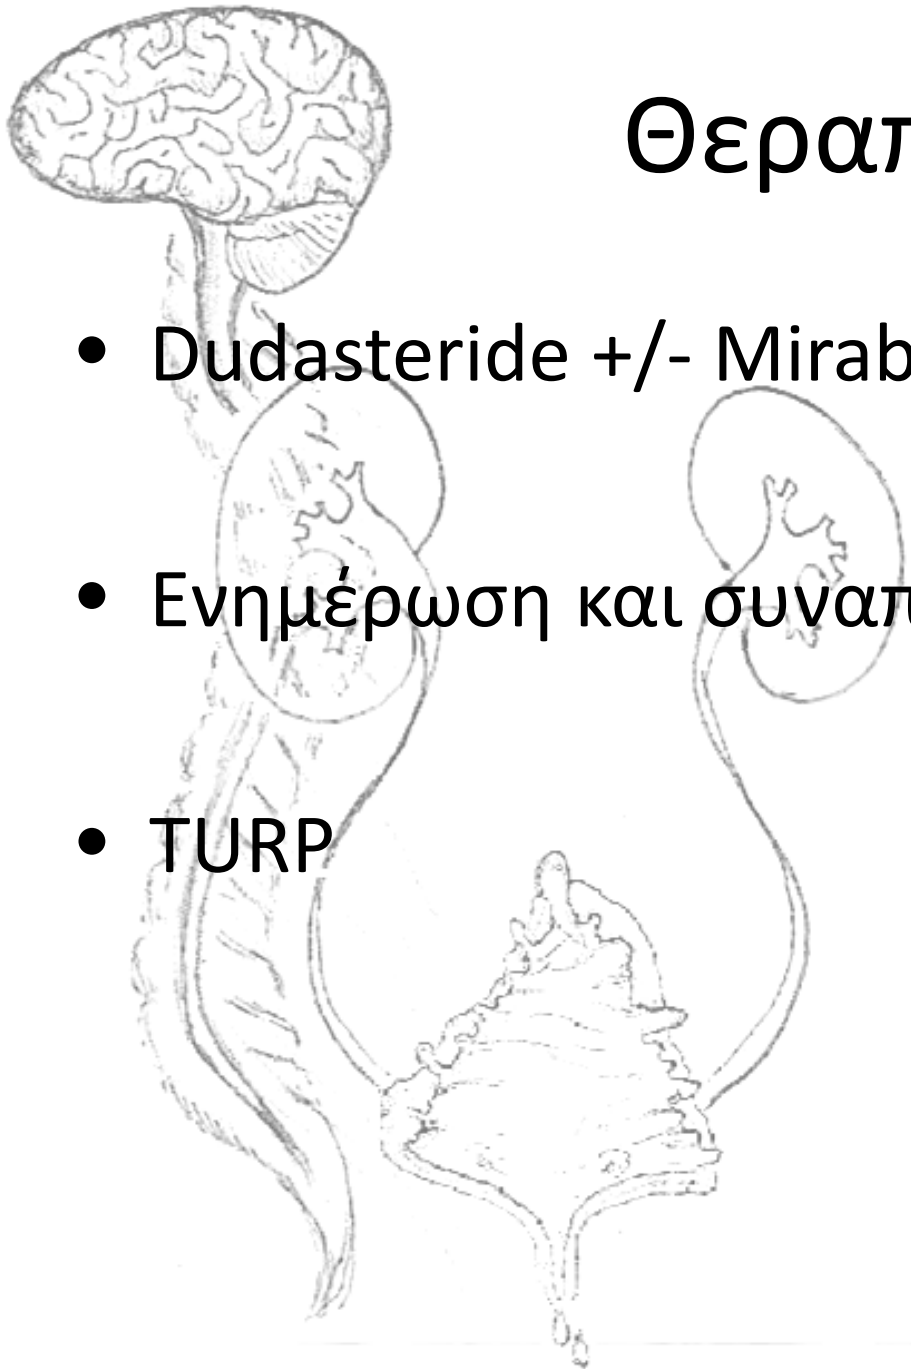 Θεραπ
• Dudasteride +/- Mirab
• Ενημέρωση και συναπ
• TURP